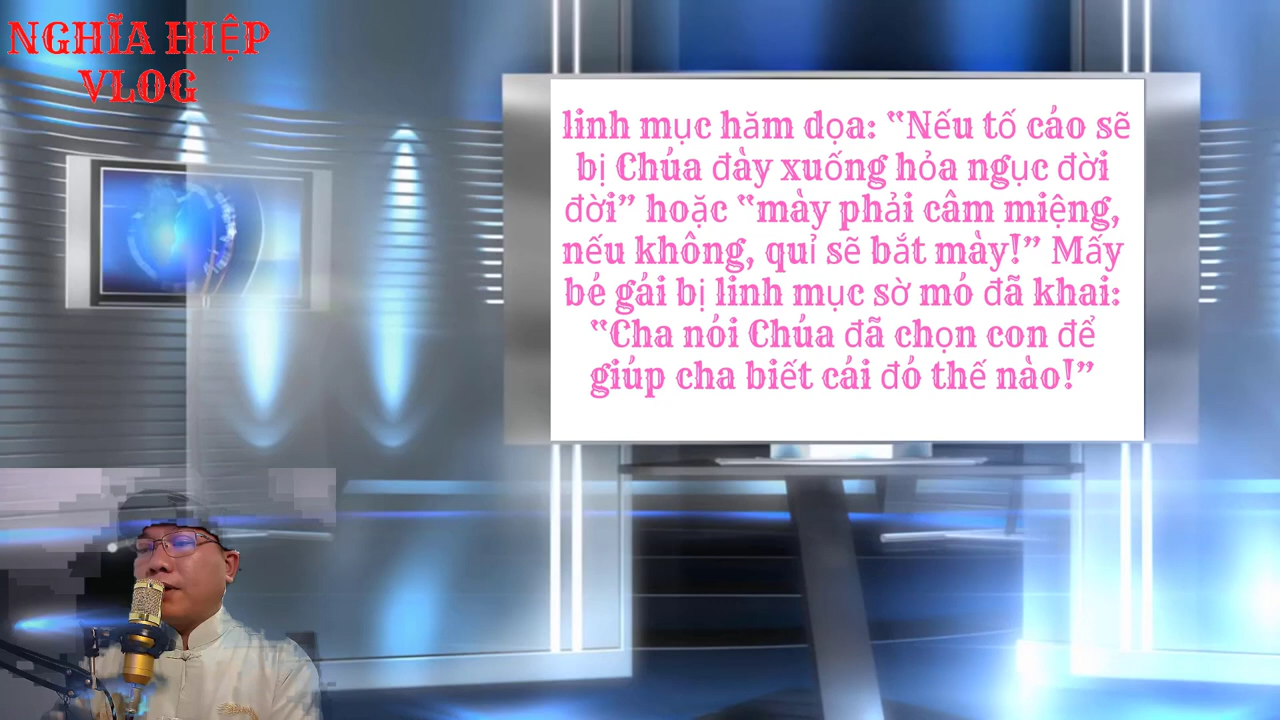 NGHĨA HIỆP
VLOG
linh mục hăm dọa: “Nếu tố cáo sẽ
bị Chúa đày xuống hỏa ngục đời
đời” hoặc “mày phải câm miệng,
nếu không, quỉ sẽ bắt mày!” Mấy
bé gái bị linh mục sờ mó đã khai:
“Cha nói Chúa đã chọn con để
giúp cha biết cái đó thế nào!”